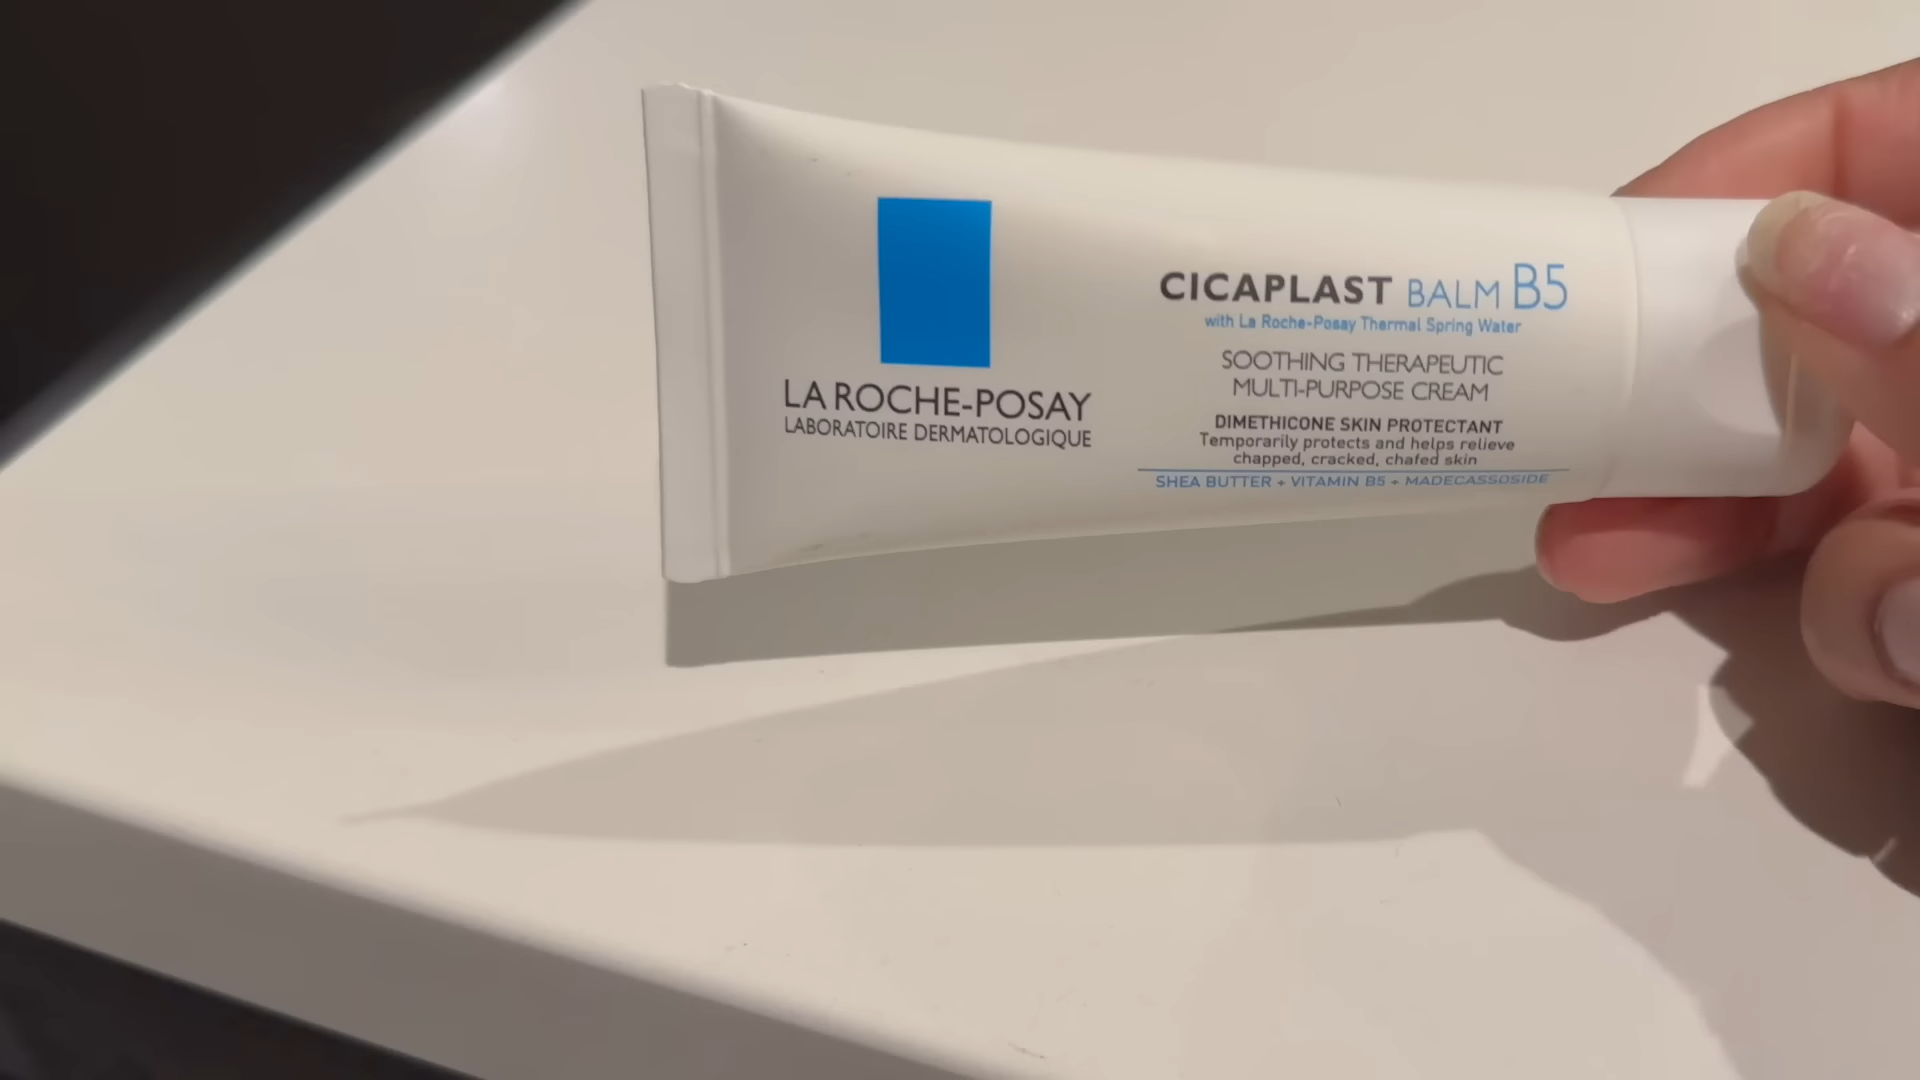 LA ROCHE-POSAY
LABORATOIRE DERMATOLOGIQUE
CICAPLAST BALM B5
with La Roche-Posay Thermal Spring Water
SOOTHING THERAPEUTIC
MULTI-PURPOSE CREAM
DIMETHICONE SKIN PROTECTANT
Temporarily protects and helps relieve
chapped, cracked, chafed skin
SHEA BUTTER + VITAMIN B5 + MADECASSOSIDE